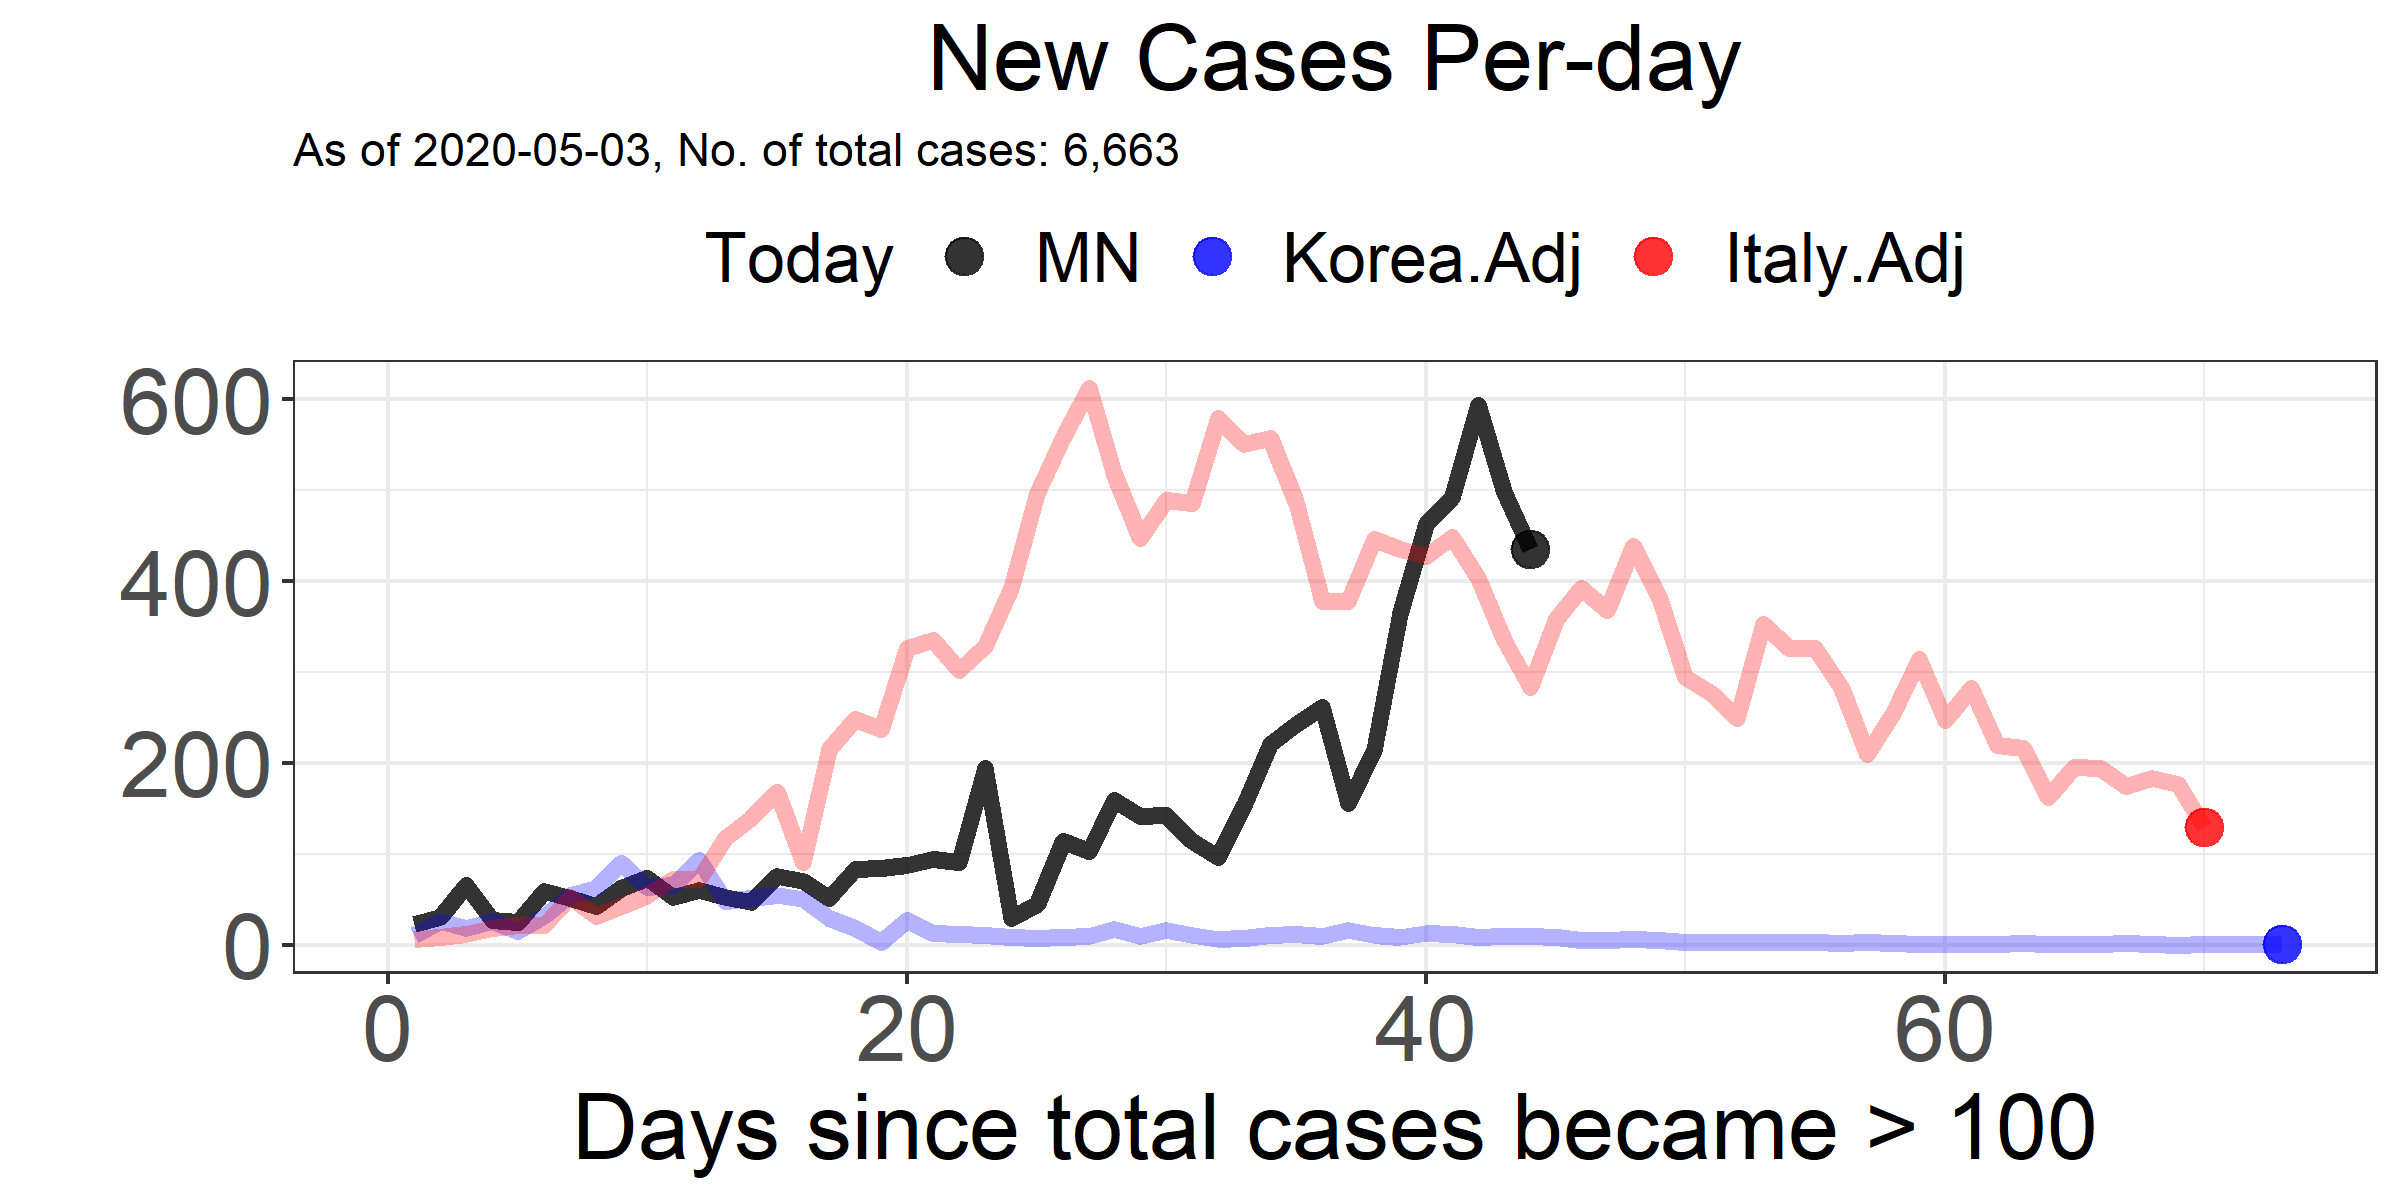 New Cases Per-day
As of 2020-05-03, No. of total cases: 6,663
Today MN Korea.Adj Italy.Adj
600
400
200
0
0 20 40 60
Days since total cases became > 100